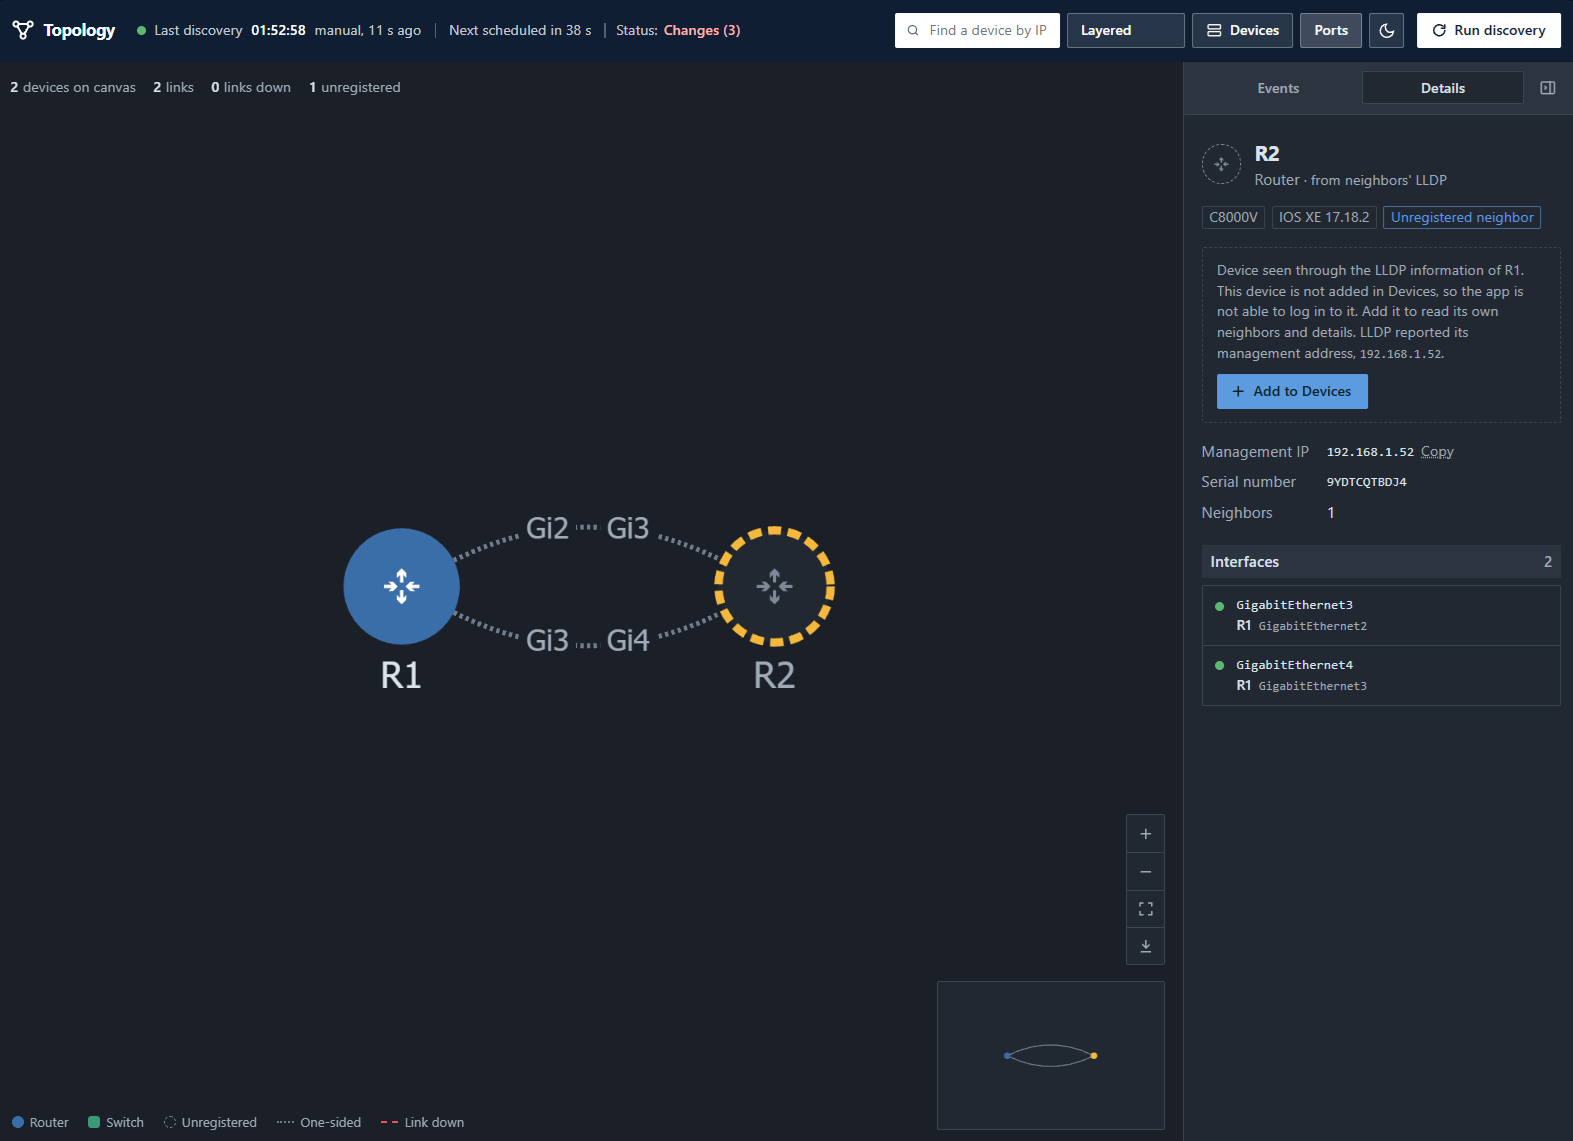 Topology
Last discovery 01:52:58 manual, 11 s ago
Next scheduled in 38 s
Status: Changes (3)
Find a device by IP
Layered
Devices
Ports
Run discovery
2 devices on canvas 2 links 0 links down 1 unregistered
Gi2 Gi3
Gi3 Gi4
R1
R2
Router
Switch
Unregistered
One-sided
Link down
Events
Details
R2
Router · from neighbors' LLDP
C8000V
IOS XE 17.18.2
Unregistered neighbor
Device seen through the LLDP information of R1.
This device is not added in Devices, so the app is
not able to log in to it. Add it to read its own
neighbors and details. LLDP reported its
management address, 192.168.1.52.
Add to Devices
Management IP 192.168.1.52 Copy
Serial number 9YDTCQTBDJ4
Neighbors 1
Interfaces 2
GigabitEthernet3
R1 GigabitEthernet2
GigabitEthernet4
R1 GigabitEthernet3